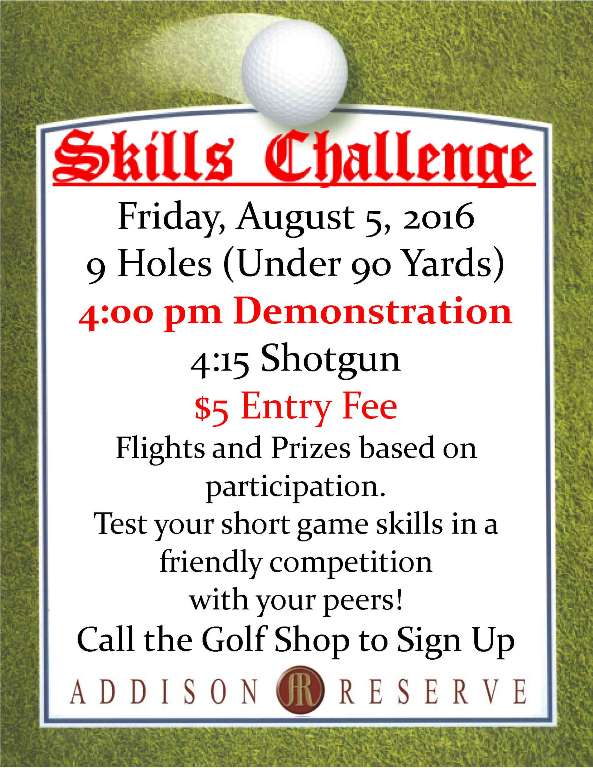 Skills Challenge
Friday, August 5, 2016
9 Holes (Under 90 Yards)
4:00 pm Demonstration
4:15 Shotgun
$5 Entry Fee
Flights and Prizes based on
participation.
Test your short game skills in a
friendly competition
with your peers!
Call the Golf Shop to Sign Up
ADDISON AR RESERVE